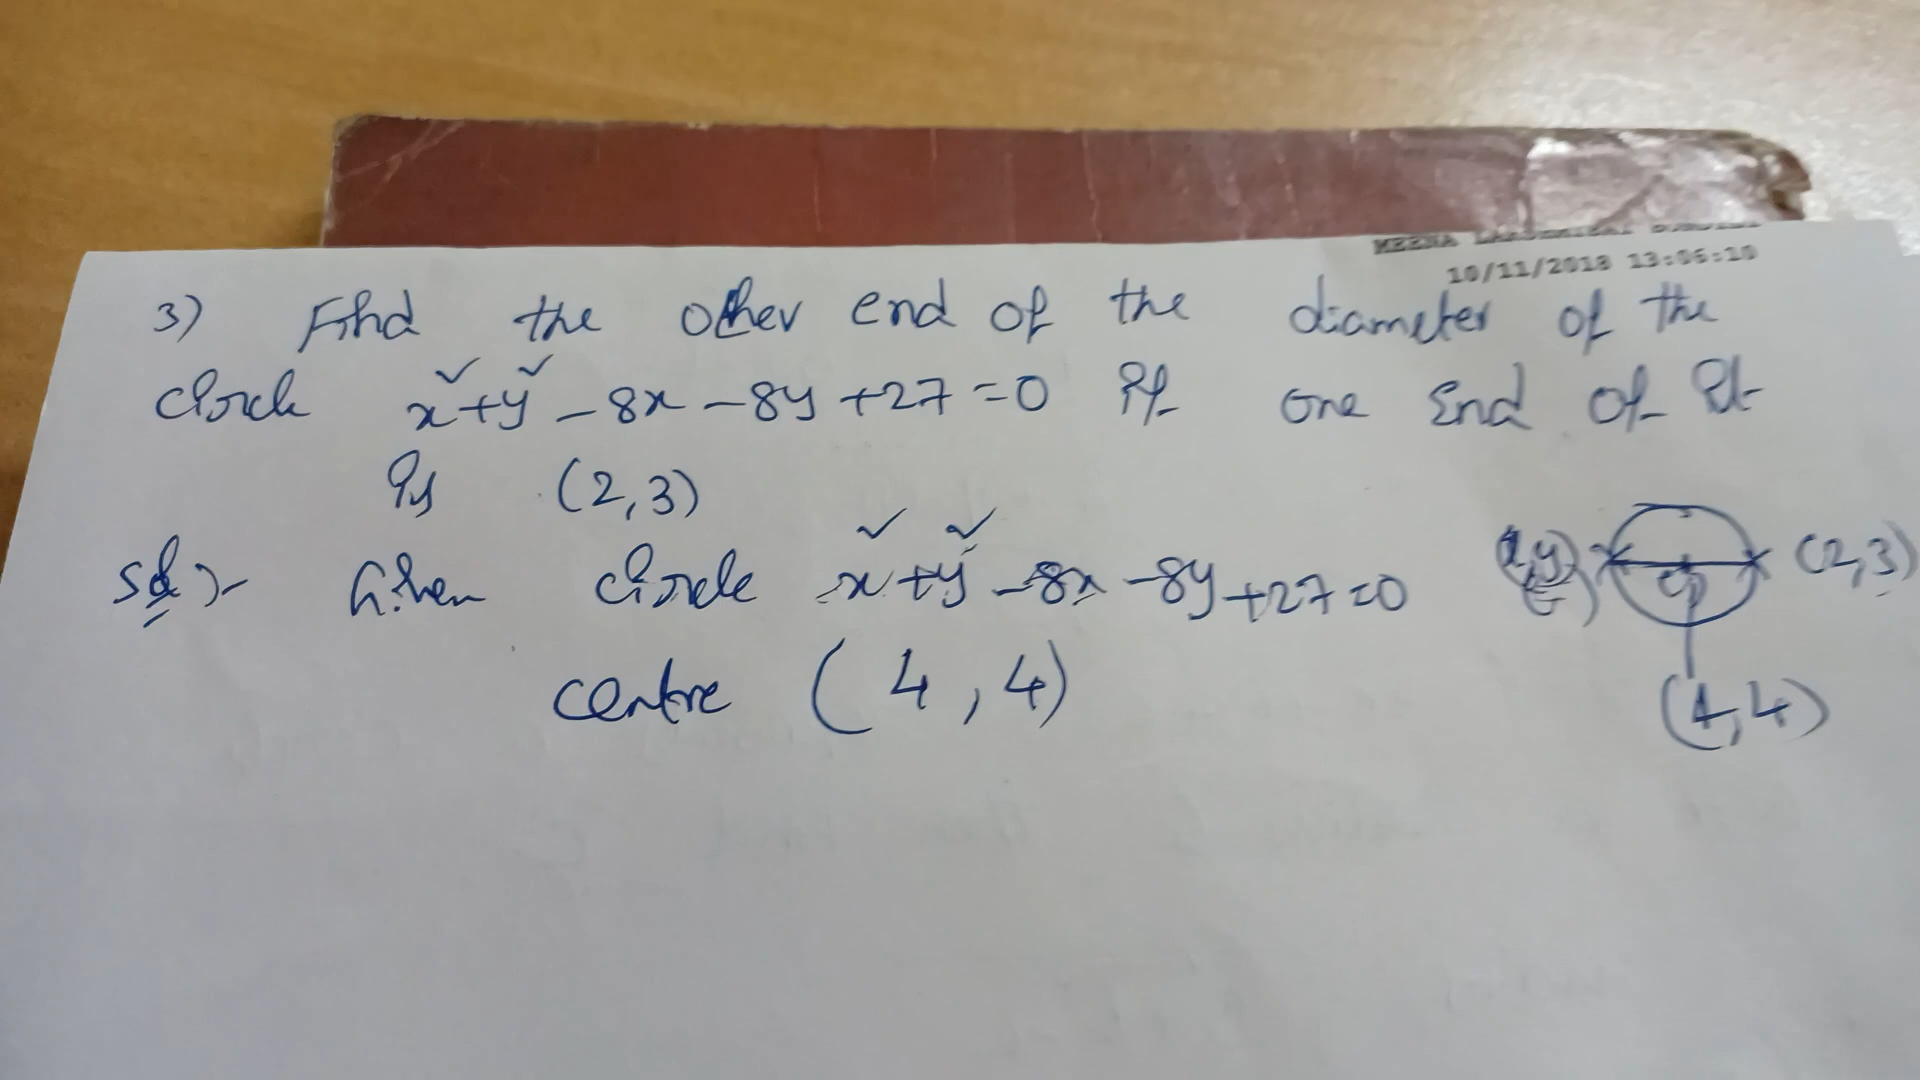 10/11/2018 13:06:10
3) Find the other end of the diameter of the
circle x²+y²-8x-8y+27=0 if one End of it
is (2,3)
Sol :- Given circle x²+y²-8x-8y+27=0
(2,3)
centre (4,4)
(4,4)